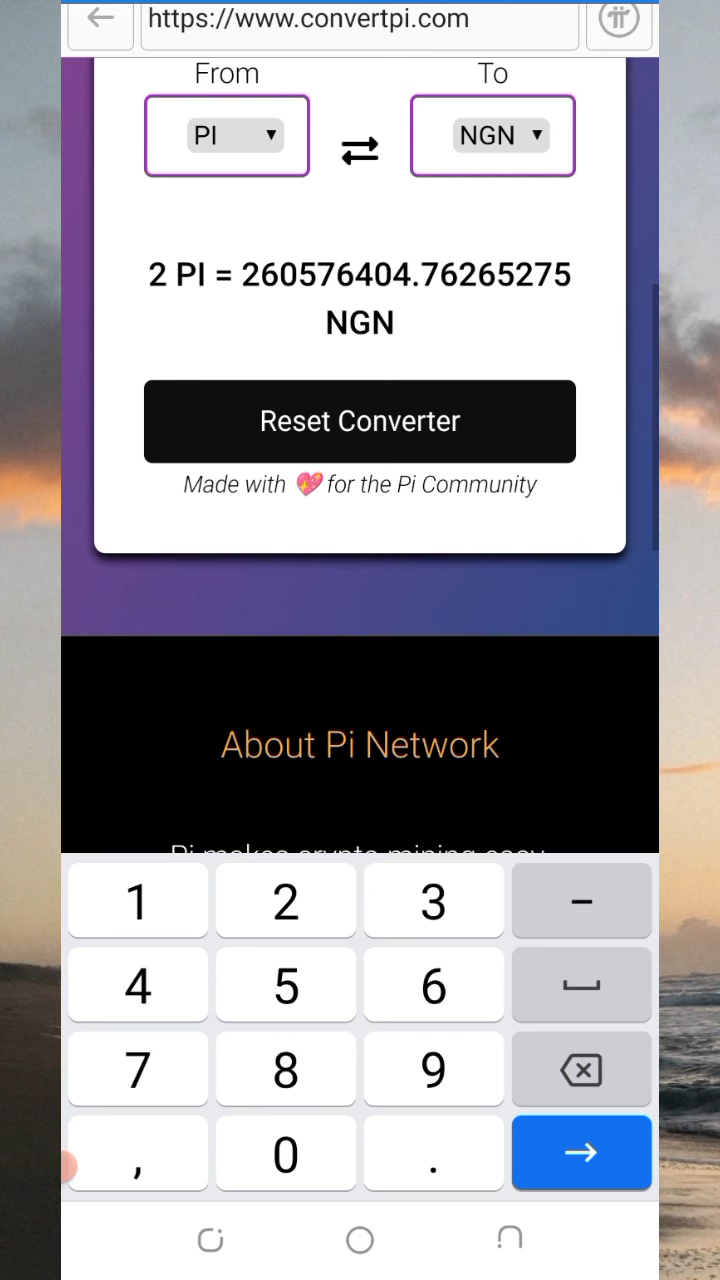 https://www.convertpi.com
From To
PI NGN
2 PI = 260576404.76265275
NGN
Reset Converter
Made with 💖 for the Pi Community
About Pi Network
Pi makes crypto mining easy.
1 2 3 -
4 5 6
7 8 9
, 0 .